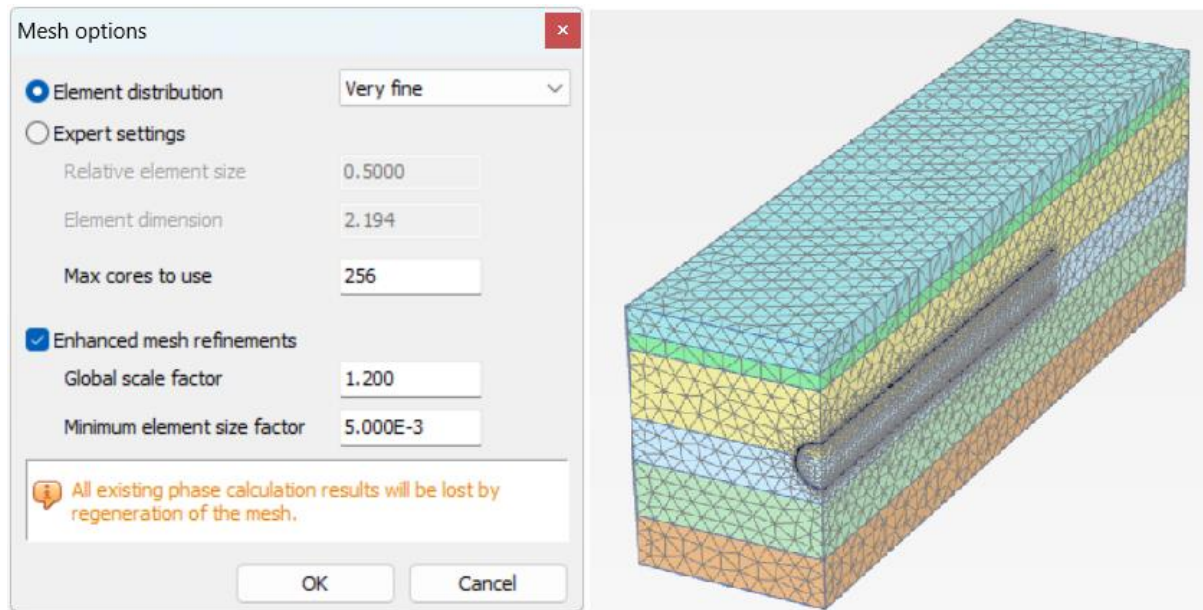 Mesh options
Element distribution Very fine
Expert settings
Relative element size 0.5000
Element dimension 2.194
Max cores to use 256
Enhanced mesh refinements
Global scale factor 1.200
Minimum element size factor 5.000E-3
All existing phase calculation results will be lost by
regeneration of the mesh.
OK Cancel